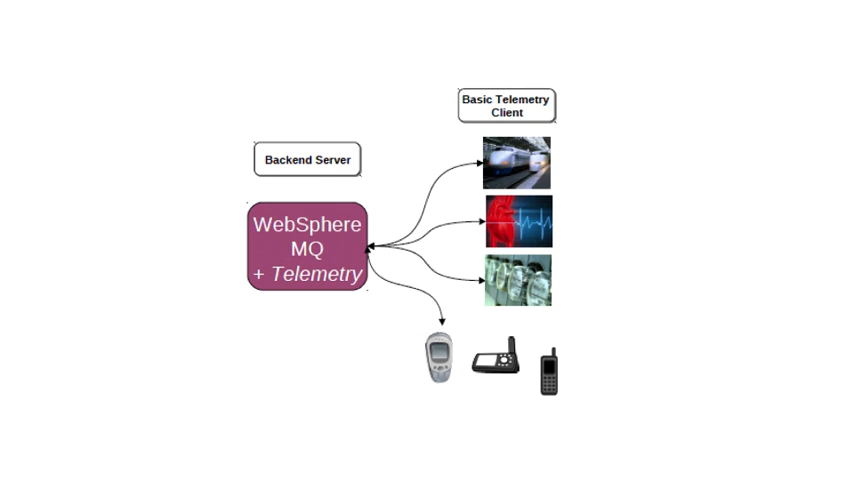 Basic Telemetry
Client
Backend Server
WebSphere
MQ
+ Telemetry